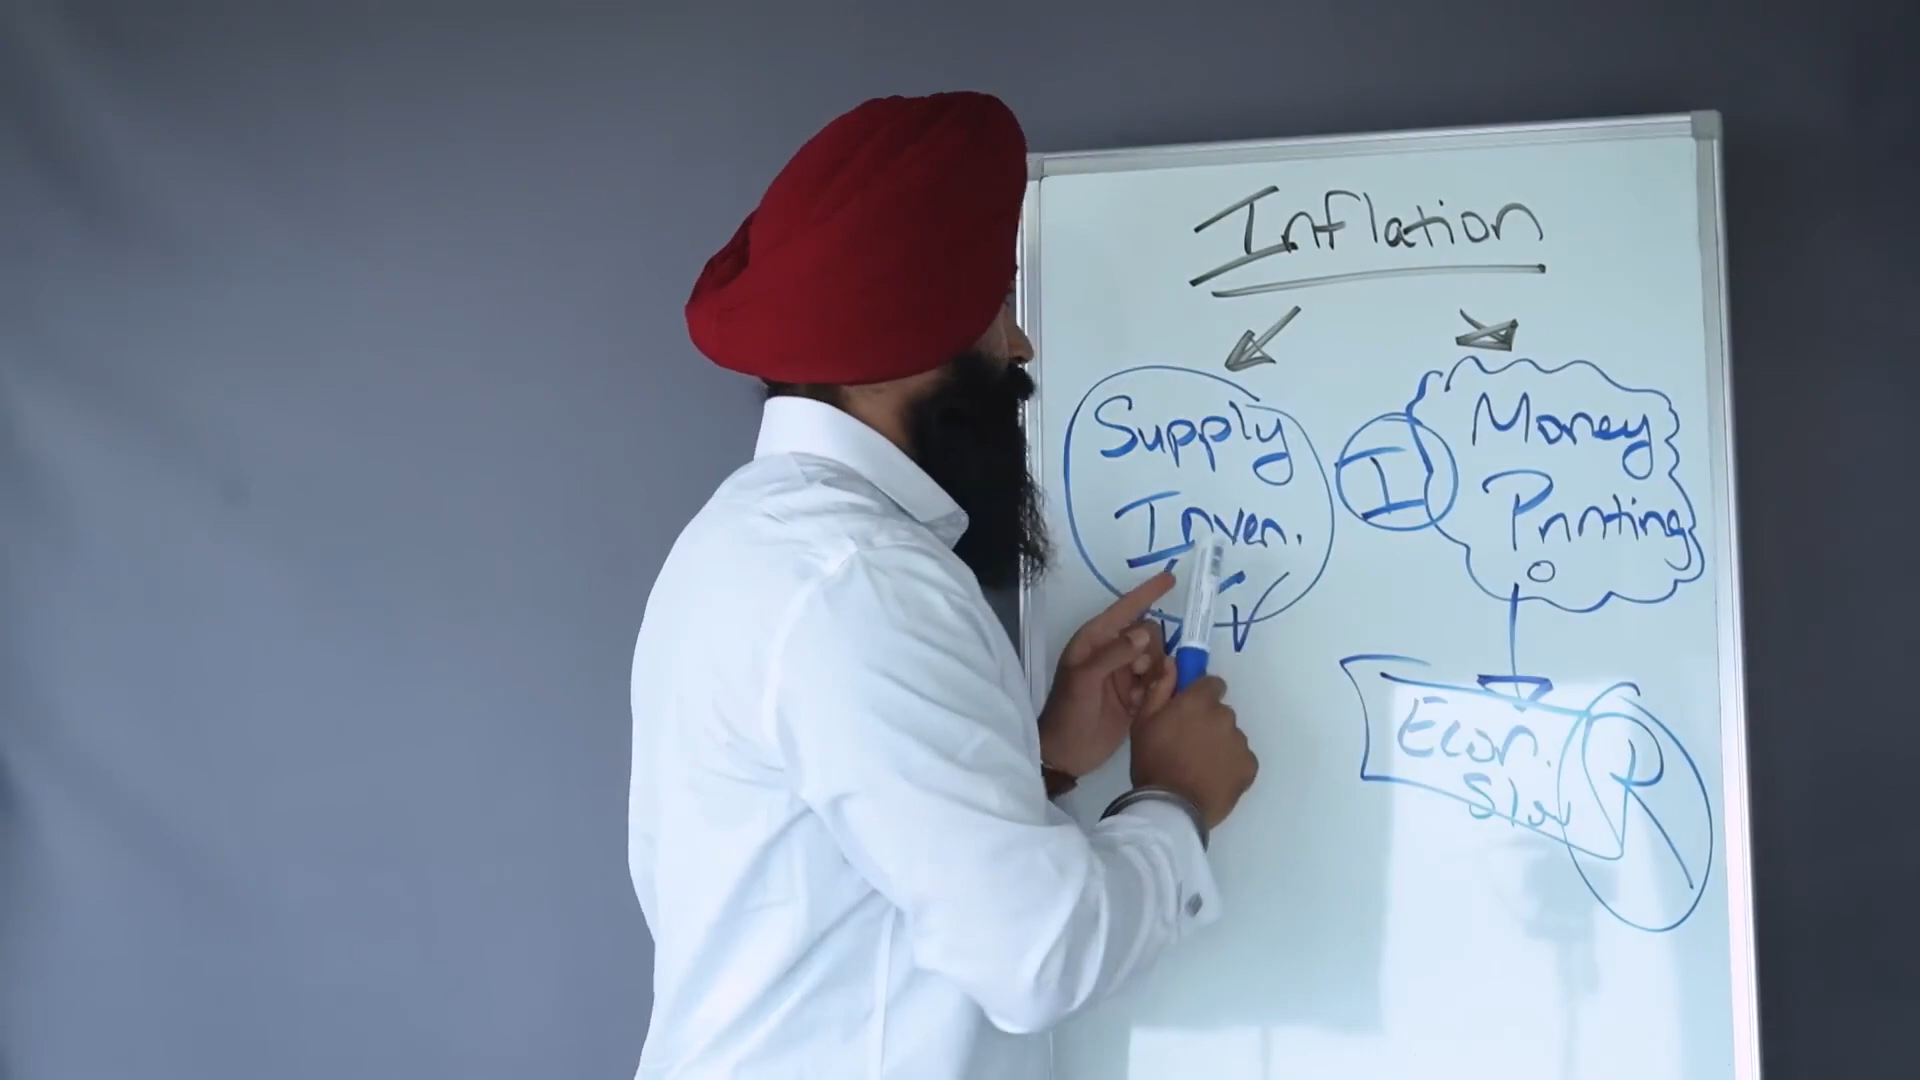 Inflation
Supply
Inven.
I
Money
Printing
Econ.
Slow
R